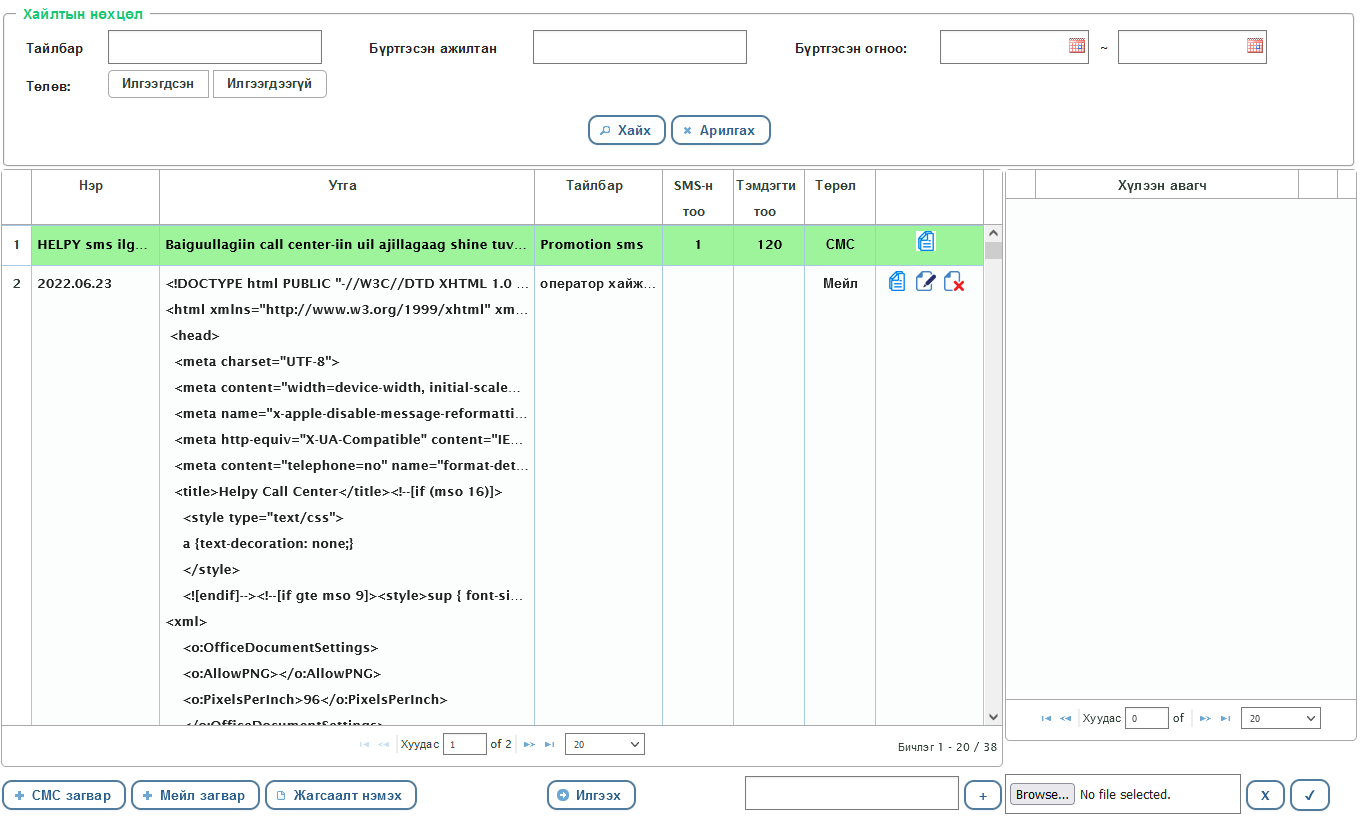 Хайлтын нөхцөл
Тайлбар Бүртгэсэн ажилтан Бүртгэсэн огноо: ~
Төлөв: Илгээгдсэн Илгээгдээгүй
Хайх Арилгах
Нэр Утга Тайлбар SMS-н тоо Тэмдэгти тоо Төрөл
1 HELPY sms ilg... Baiguullagiin call center-iin uil ajillagaag shine tuv... Promotion sms 1 120 СМС
2 2022.06.23 <!DOCTYPE html PUBLIC "-//W3C//DTD XHTML 1.0 ... оператор хайж... Мейл
<html xmlns="http://www.w3.org/1999/xhtml" xm...
<head>
<meta charset="UTF-8">
<meta content="width=device-width, initial-scale...
<meta name="x-apple-disable-message-reformatti...
<meta http-equiv="X-UA-Compatible" content="IE...
<meta content="telephone=no" name="format-det...
<title>Helpy Call Center</title><!--[if (mso 16)]>
<style type="text/css">
a {text-decoration: none;}
</style>
<![endif]--><!--[if gte mso 9]><style>sup { font-si...
<xml>
<o:OfficeDocumentSettings>
<o:AllowPNG></o:AllowPNG>
<o:PixelsPerInch>96</o:PixelsPerInch>
</o:OfficeDocumentSettings>
Хуудас 1 of 2 20 Бичлэг 1 - 20 / 38
Хүлээн авагч
Хуудас 0 of 20
СМС загвар Мейл загвар Жагсаалт нэмэх Илгээх + Browse... No file selected. X ✓